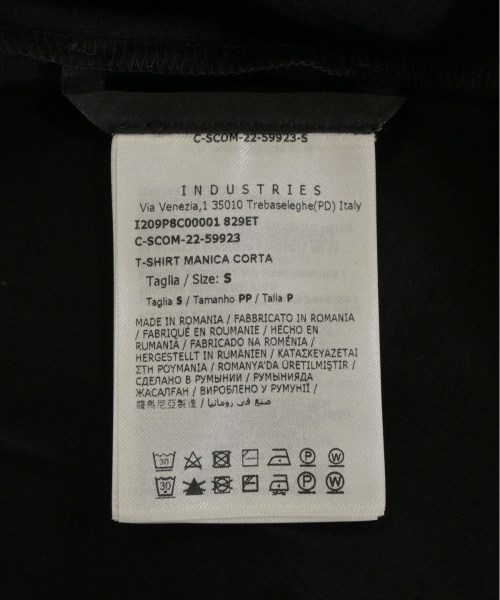 C-SCOM-22-59923-S
INDUSTRIES
Via Venezia,1 35010 Trebaseleghe(PD) Italy
I209P8C00001 829ET
C-SCOM-22-59923
T-SHIRT MANICA CORTA
Taglia / Size: S
Taglia S / Tamanho PP / Talla P
MADE IN ROMANIA / FABBRICATO IN ROMANIA
/ FABRIQUÉ EN ROUMANIE / HECHO EN
RUMANIA / FABRICADO NA ROMÉNIA /
HERGESTELLT IN RUMÄNIEN / ΚΑΤΑΣΚΕΥΑΖΕΤΑΙ
ΣΤΗ ΡΟΥΜΑΝΙΑ / ROMANYA'DA ÜRETILMIŞTIR /
СДЕЛАНО В РУМЫНИИ / РУМЫНИЯДА
ЖАСАЛҒАН / ВИРОБЛЕНО У РУМУНІЇ /
羅馬尼亞製造 / صنع في رومانيا
30 P W
30 P W